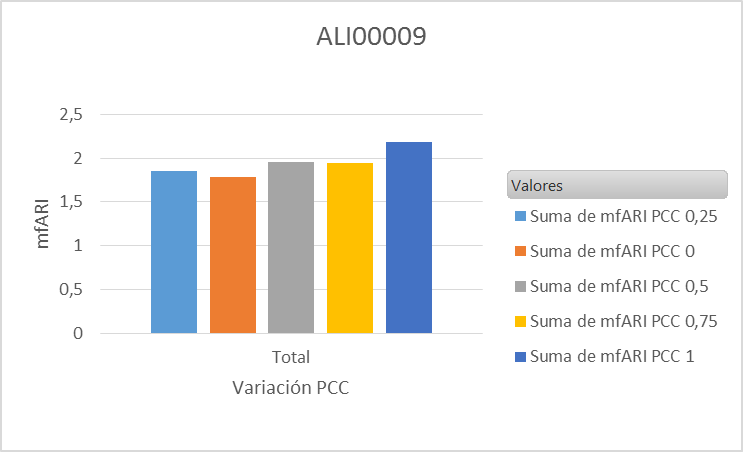 ALI00009
2,5
2
1,5
1
0,5
0
mfARI
Total
Variación PCC
Valores
Suma de mfARI PCC 0,25
Suma de mfARI PCC 0
Suma de mfARI PCC 0,5
Suma de mfARI PCC 0,75
Suma de mfARI PCC 1